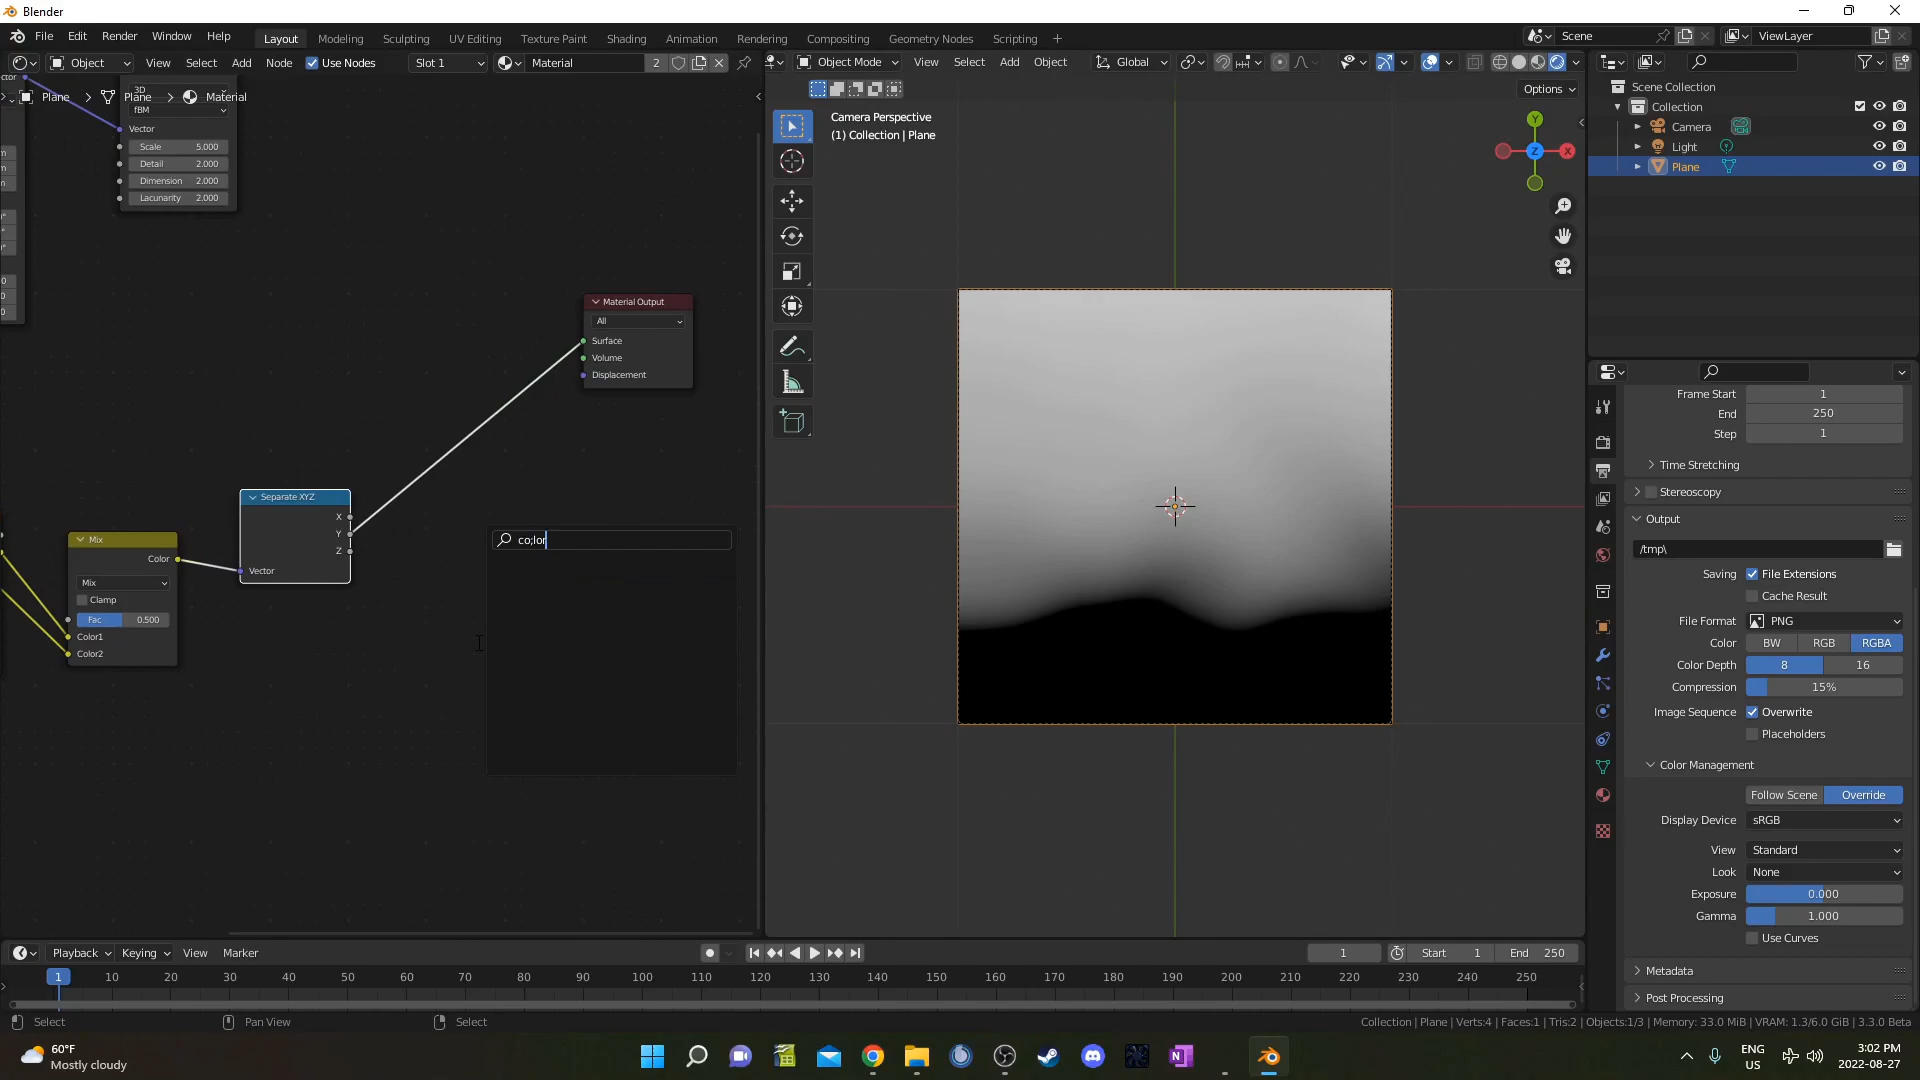 Blender
File Edit Render Window Help
Layout Modeling Sculpting UV Editing Texture Paint Shading Animation Rendering Compositing Geometry Nodes Scripting +
Scene
ViewLayer
Object View Select Add Node Use Nodes Slot 1 Material 2
Object Mode View Select Add Object Global
Plane > Plane > Material
Options
3D
fBM
Vector
Scale 5.000
Detail 2.000
Dimension 2.000
Lacunarity 2.000
Material Output
All
Surface
Volume
Displacement
Separate XYZ
X
Y
Z
Vector
Mix
Color
Mix
Clamp
Fac 0.500
Color1
Color2
co;lor
Camera Perspective
(1) Collection | Plane
Y
X
Z
Scene Collection
Collection
Camera
Light
Plane
Frame Start 1
End 250
Step 1
Time Stretching
Stereoscopy
Output
/tmp\
Saving File Extensions
Cache Result
File Format PNG
Color BW RGB RGBA
Color Depth 8 16
Compression 15%
Image Sequence Overwrite
Placeholders
Color Management
Follow Scene Override
Display Device sRGB
View Standard
Look None
Exposure 0.000
Gamma 1.000
Use Curves
Metadata
Post Processing
Playback Keying View Marker
1 Start 1 End 250
1 10 20 30 40 50 60 70 80 90 100 110 120 130 140 150 160 170 180 190 200 210 220 230 240 250
Select Pan View Select
Collection | Plane | Verts:4 | Faces:1 | Tris:2 | Objects:1/3 | Memory: 33.0 MiB | VRAM: 1.3/6.0 GiB | 3.3.0 Beta
60°F
Mostly cloudy
ENG
US
3:02 PM
2022-08-27